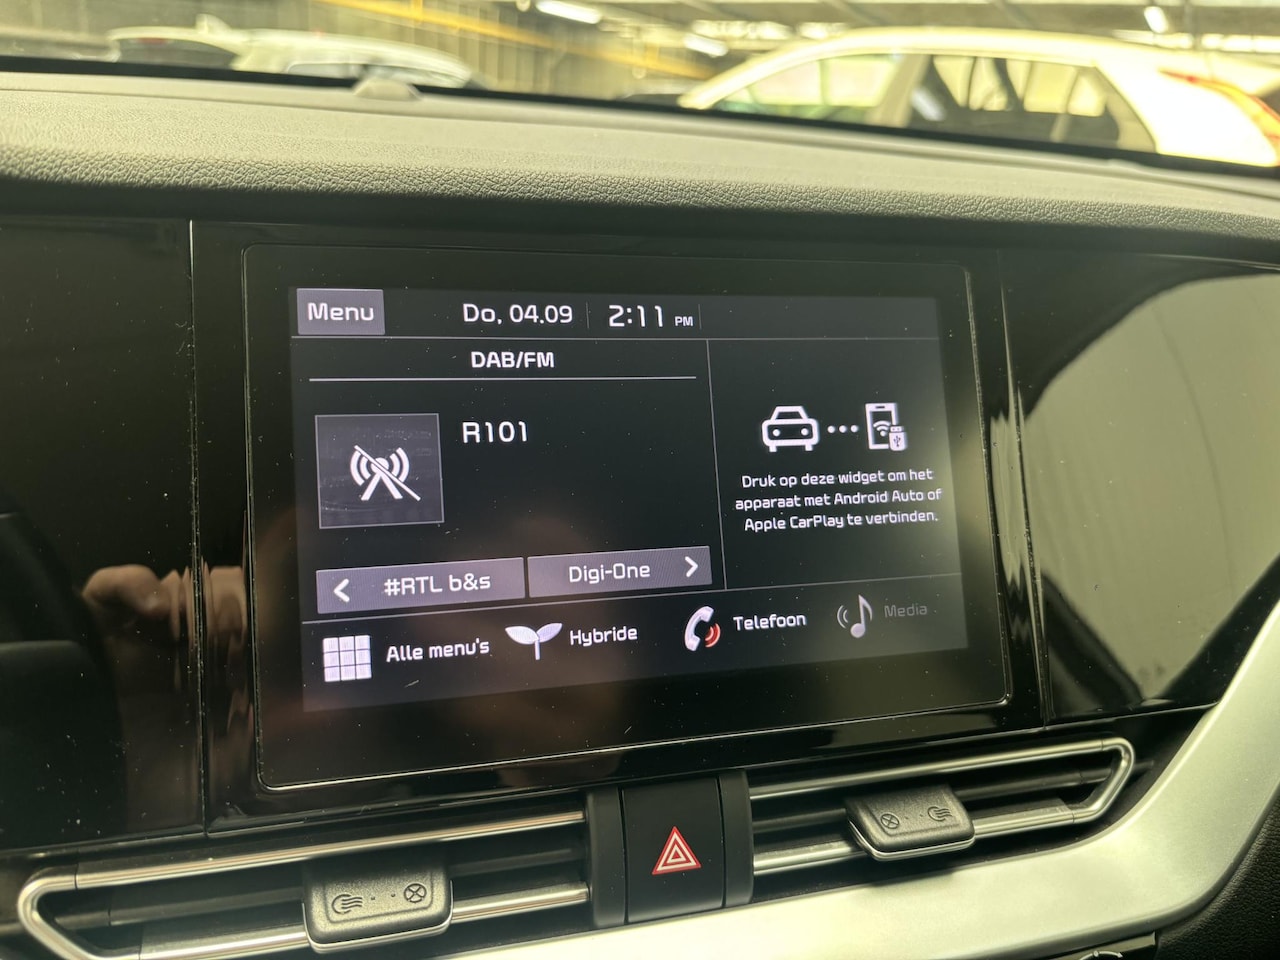 Menu
Do, 04.09
2:11 PM
DAB/FM
R101
Druk op deze widget om het
apparaat met Android Auto of
Apple CarPlay te verbinden.
#RTL b&s
Digi-One
Alle menu's
Hybride
Telefoon
Media